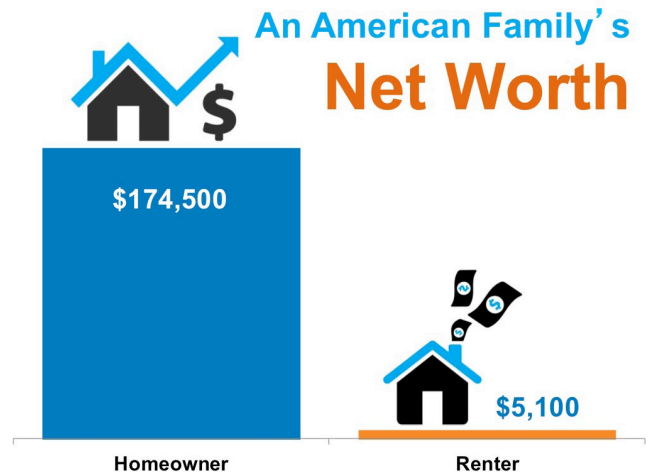 An American Family's
Net Worth
$
$174,500
$5,100
Homeowner
Renter